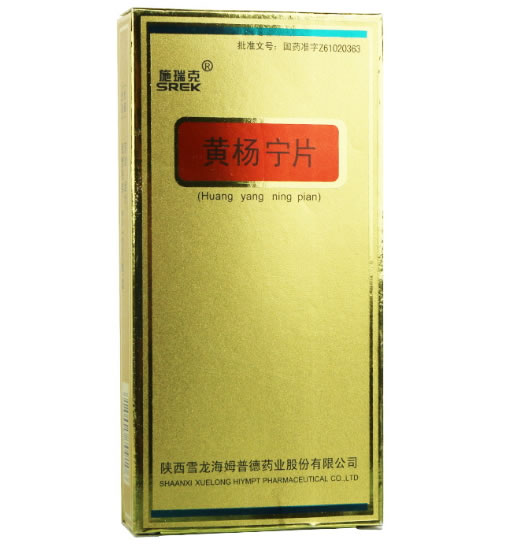 批准文号：国药准字Z61020363
施瑞克®
SREK
黄杨宁片
(Huang yang ning pian)
陕西雪龙海姆普德药业股份有限公司
SHAANXI XUELONG HIYMPT PHARMACEUTICAL CO.,LTD